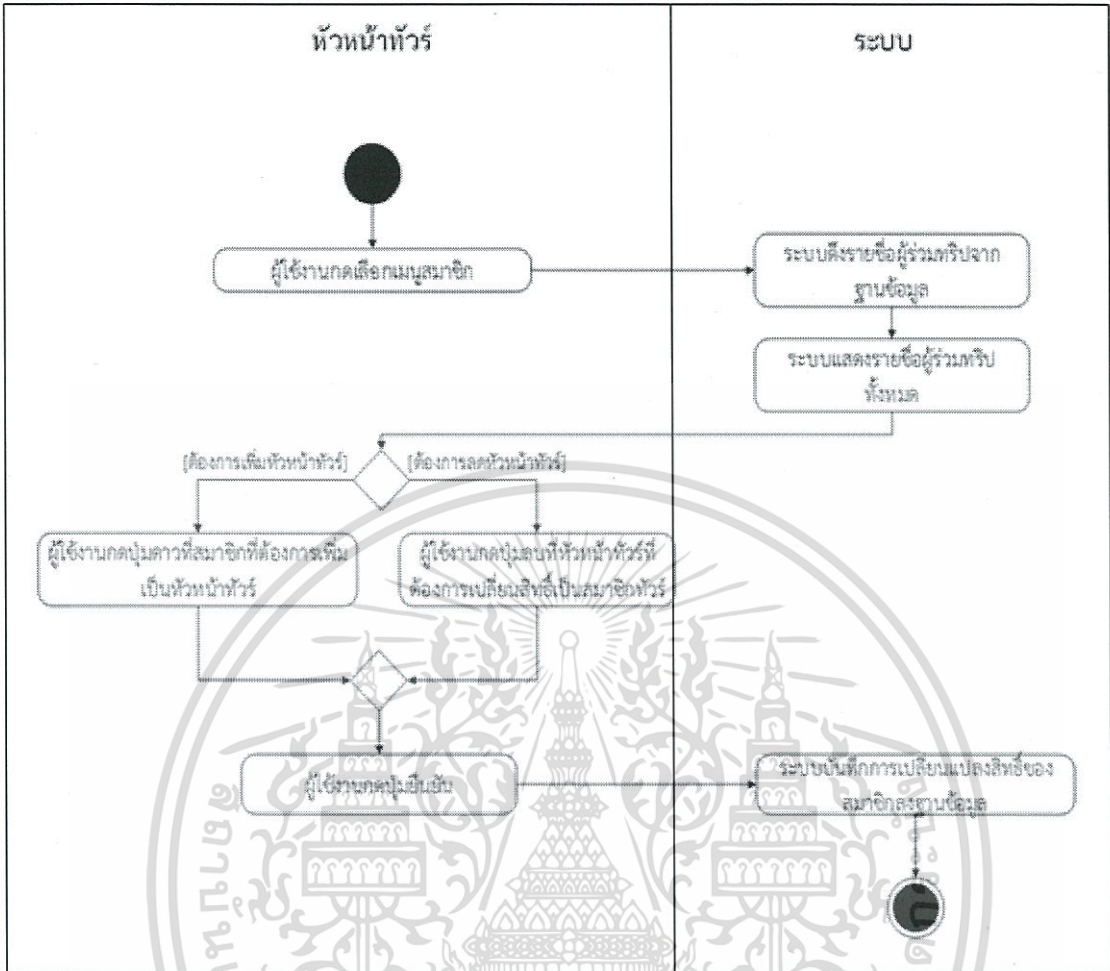 หัวหน้าทัวร์
ระบบ
ผู้ใช้งานกดเลือกเมนูสมาชิก
ระบบดึงรายชื่อผู้ร่วมทริปจาก
ฐานข้อมูล
ระบบแสดงรายชื่อผู้ร่วมทริป
ทั้งหมด
[ต้องการเพิ่มหัวหน้าทัวร์]
[ต้องการลดหัวหน้าทัวร์]
ผู้ใช้งานกดปุ่มดาวที่สมาชิกที่ต้องการเพิ่ม
เป็นหัวหน้าทัวร์
ผู้ใช้งานกดปุ่มลบที่หัวหน้าทัวร์ที่
ต้องการเปลี่ยนสิทธิ์เป็นสมาชิกทัวร์
ผู้ใช้งานกดปุ่มยืนยัน
ระบบบันทึกการเปลี่ยนแปลงสิทธิ์ของ
สมาชิกลงฐานข้อมูล